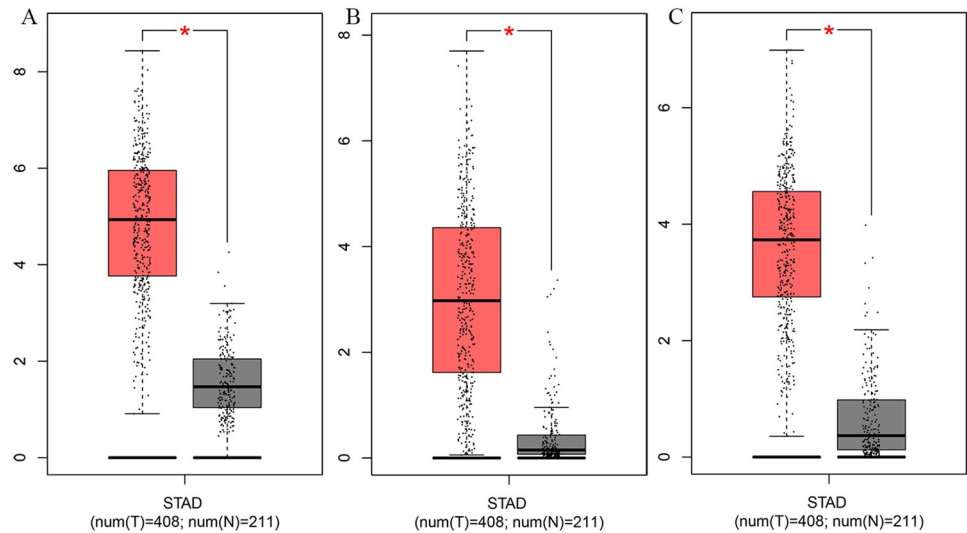 A
*
8
6
4
2
0
STAD
(num(T)=408; num(N)=211)
B
*
8
6
4
2
0
STAD
(num(T)=408; num(N)=211)
C
*
6
4
2
0
STAD
(num(T)=408; num(N)=211)